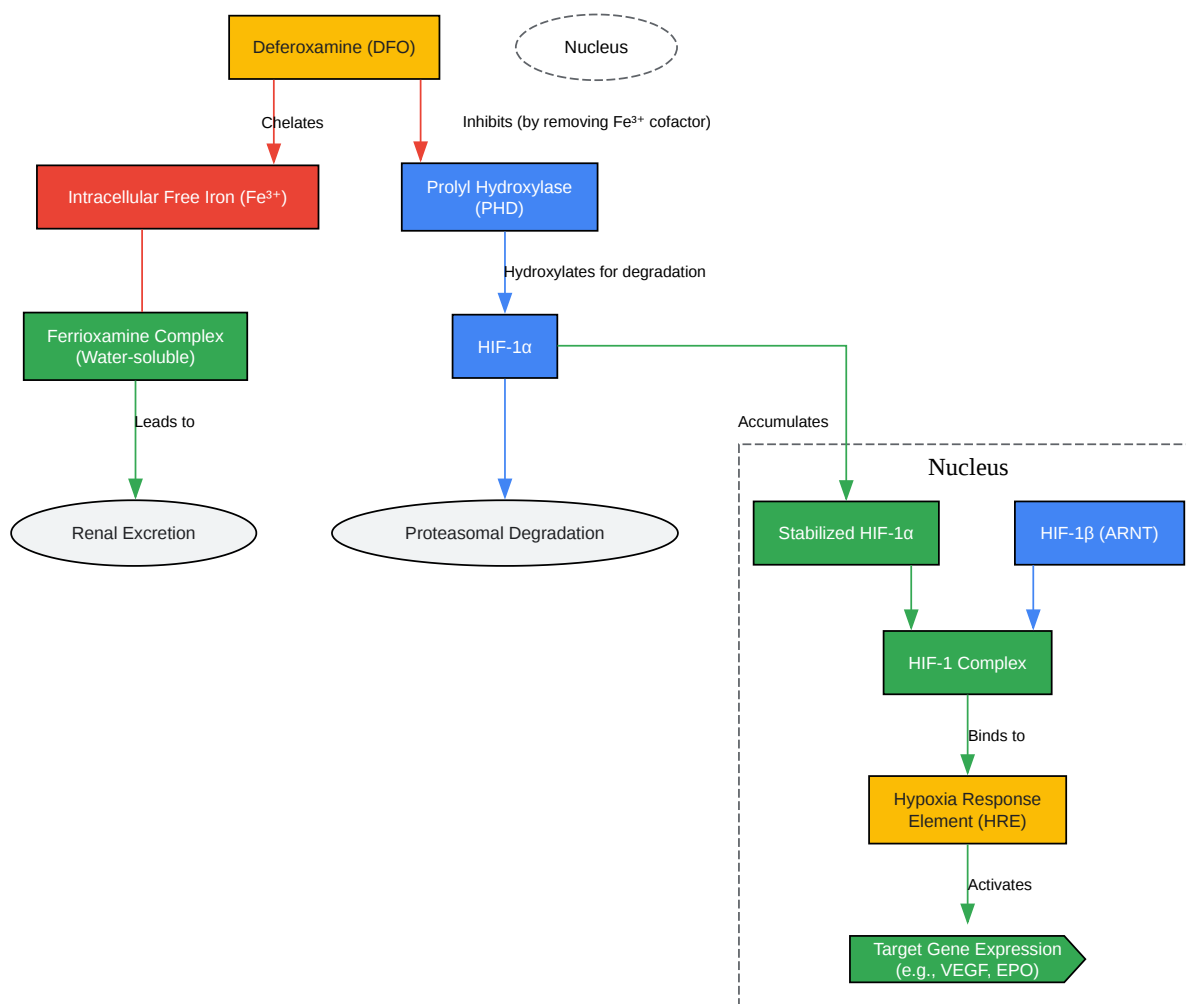 Deferoxamine (DFO)
Nucleus
Chelates
Inhibits (by removing Fe³⁺ cofactor)
Intracellular Free Iron (Fe³⁺)
Prolyl Hydroxylase
(PHD)
Hydroxylates for degradation
Ferrioxamine Complex
(Water-soluble)
HIF-1α
Leads to
Accumulates
Nucleus
Renal Excretion
Proteasomal Degradation
Stabilized HIF-1α
HIF-1β (ARNT)
HIF-1 Complex
Binds to
Hypoxia Response
Element (HRE)
Activates
Target Gene Expression
(e.g., VEGF, EPO)